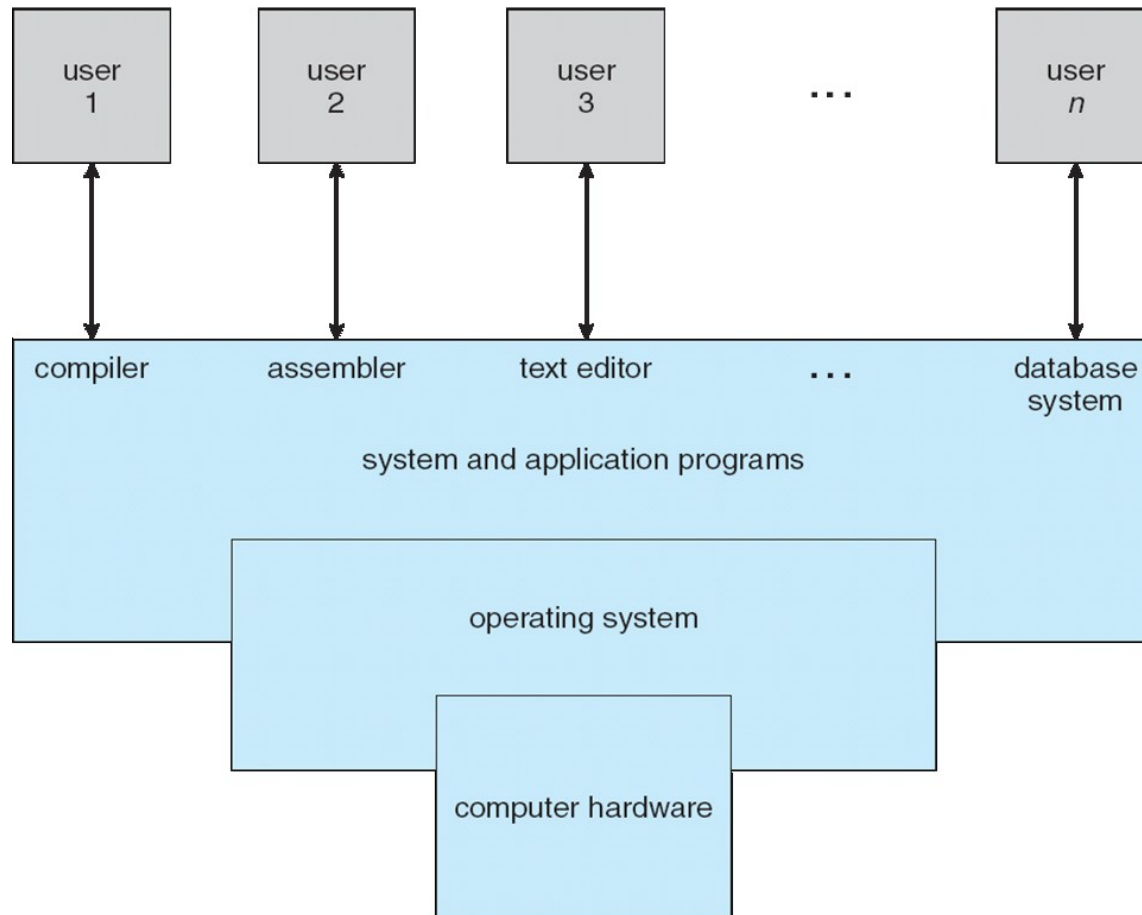 user
1
user
2
user
3
...
user
n
compiler
assembler
text editor
...
database
system
system and application programs
operating system
computer hardware